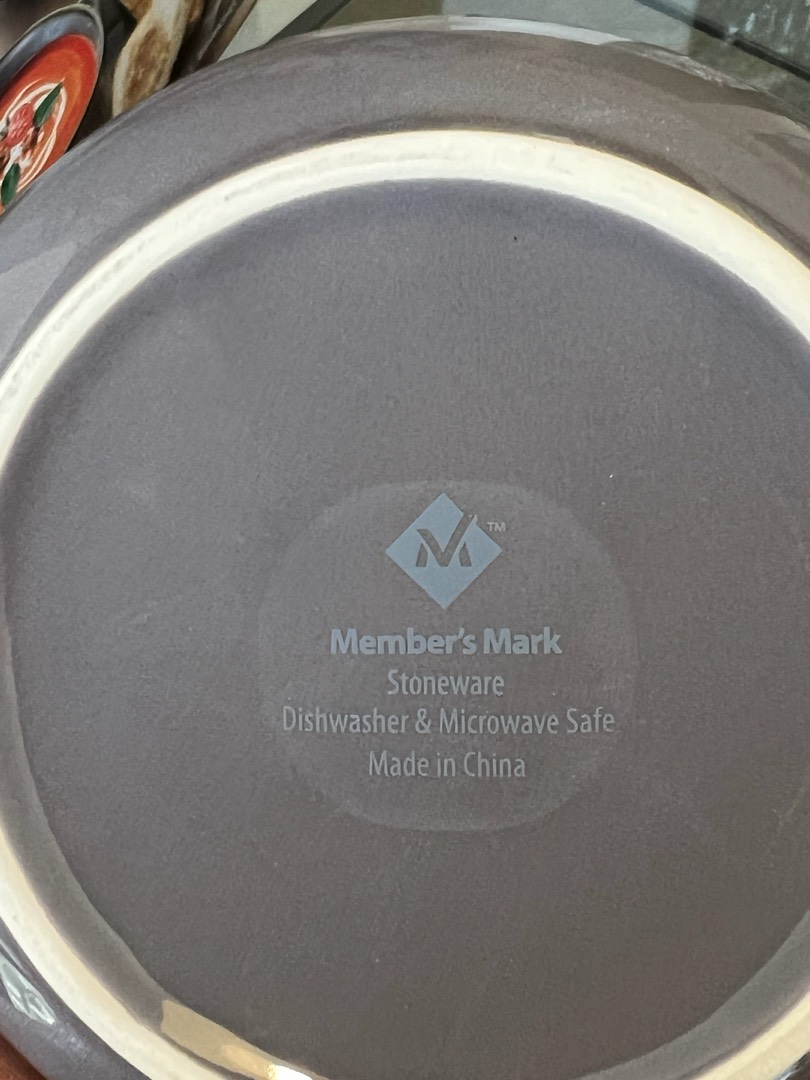 TM
Member's Mark
Stoneware
Dishwasher & Microwave Safe
Made in China